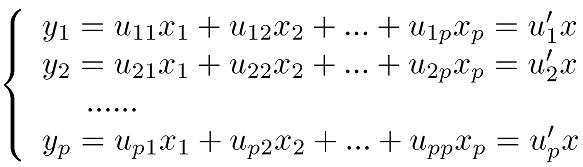 y₁ = u₁₁x₁ + u₁₂x₂ + ... + u₁ₚxₚ = u′₁x
y₂ = u₂₁x₁ + u₂₂x₂ + ... + u₂ₚxₚ = u′₂x
......
yₚ = uₚ₁x₁ + uₚ₂x₂ + ... + uₚₚxₚ = u′ₚx